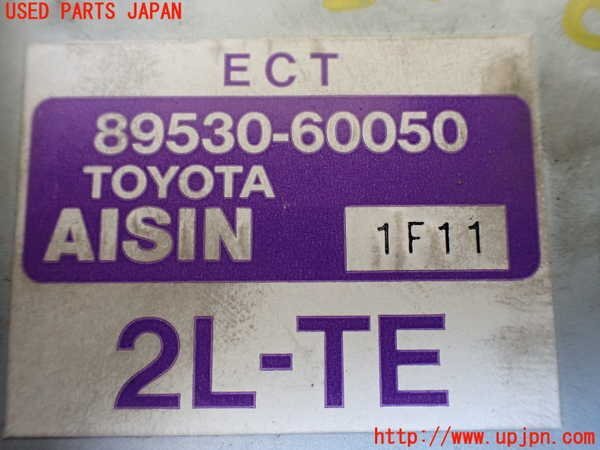 USED PARTS JAPAN
ECT
89530-60050
TOYOTA
AISIN
1F11
2L-TE
http://www.upjpn.com/